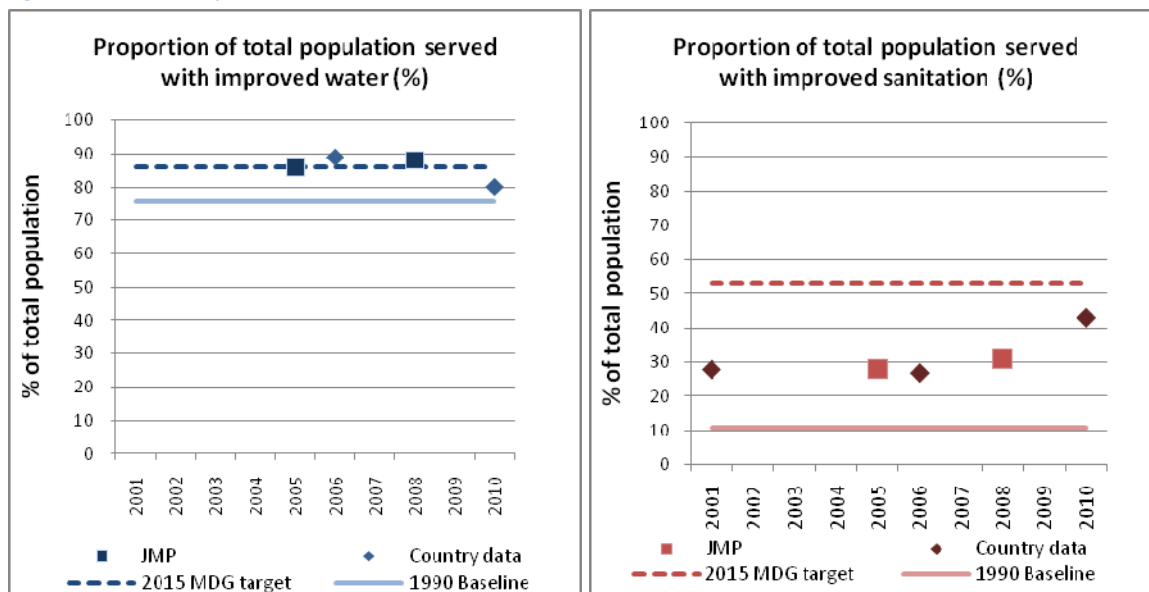 Proportion of total population served
with improved water (%)
% of total population
100
90
80
70
60
50
40
30
20
10
0
2001 2002 2003 2004 2005 2006 2007 2008 2009 2010
JMP Country data
2015 MDG target 1990 Baseline
Proportion of total population served
with improved sanitation (%)
% of total population
100
90
80
70
60
50
40
30
20
10
0
2001 2002 2003 2004 2005 2006 2007 2008 2009 2010
JMP Country data
2015 MDG target 1990 Baseline